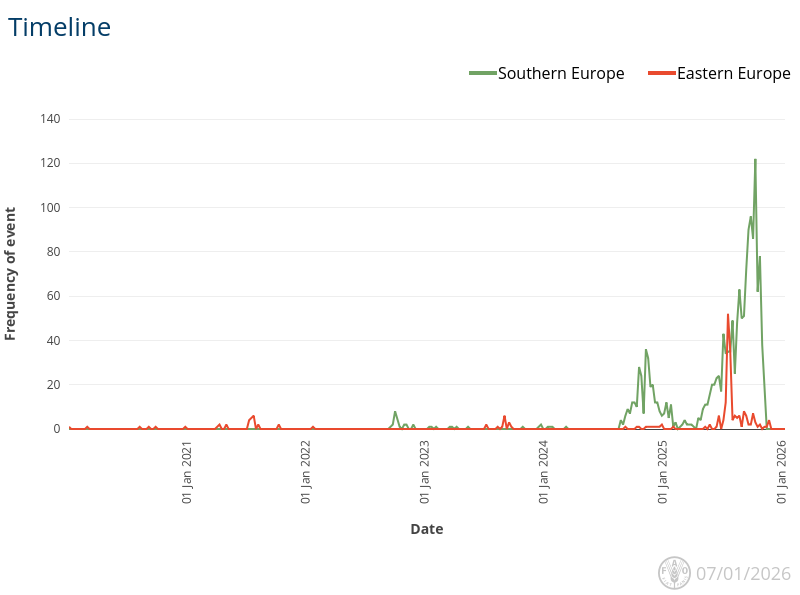 Timeline
Southern Europe
Eastern Europe
140
120
100
80
60
40
20
0
Frequency of event
01 Jan 2021
01 Jan 2022
01 Jan 2023
01 Jan 2024
01 Jan 2025
01 Jan 2026
Date
FAO
07/01/2026